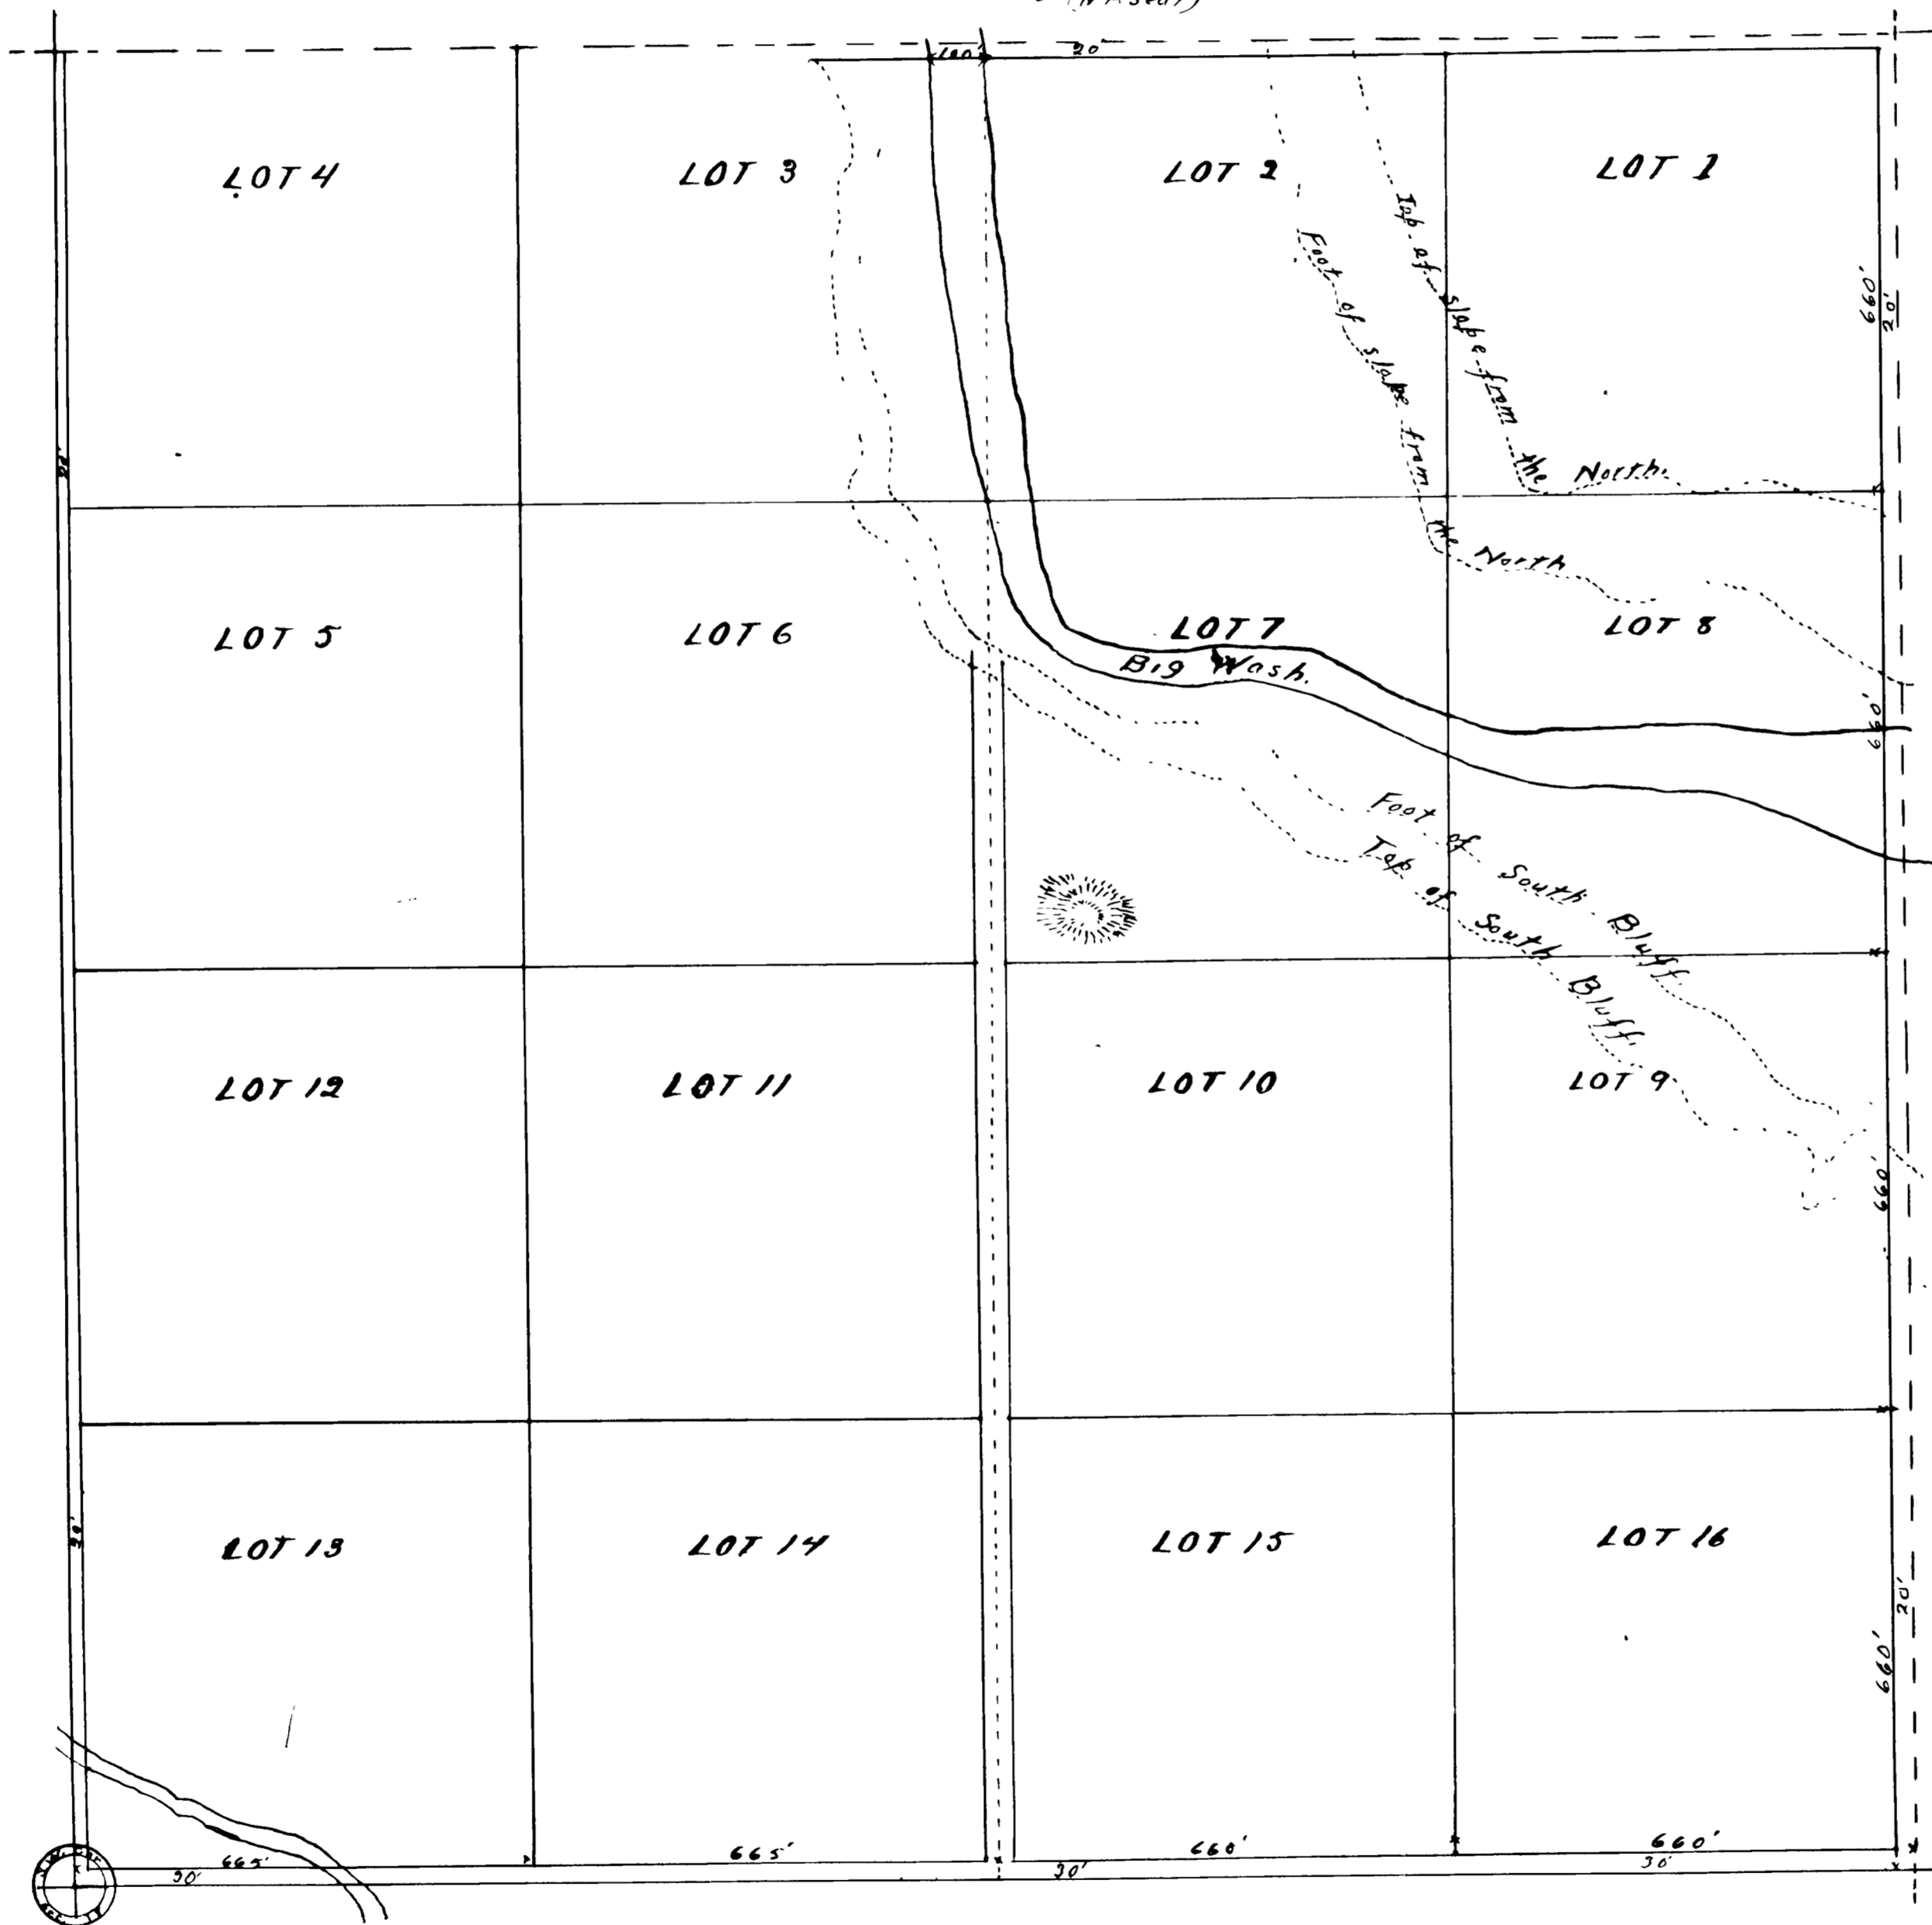 100' 20'
LOT 4 LOT 3 LOT 2 LOT 1
Top of slope from the North.
Foot of slope from the North
660'
20'
LOT 5 LOT 6 LOT 7 LOT 8
Big Wash.
660'
Foot of South Bluff.
Top of South Bluff.
LOT 12 LOT 11 LOT 10 LOT 9
660'
30'
LOT 13 LOT 14 LOT 15 LOT 16
20'
660'
665' 665' 660' 660'
30' 30' 30'